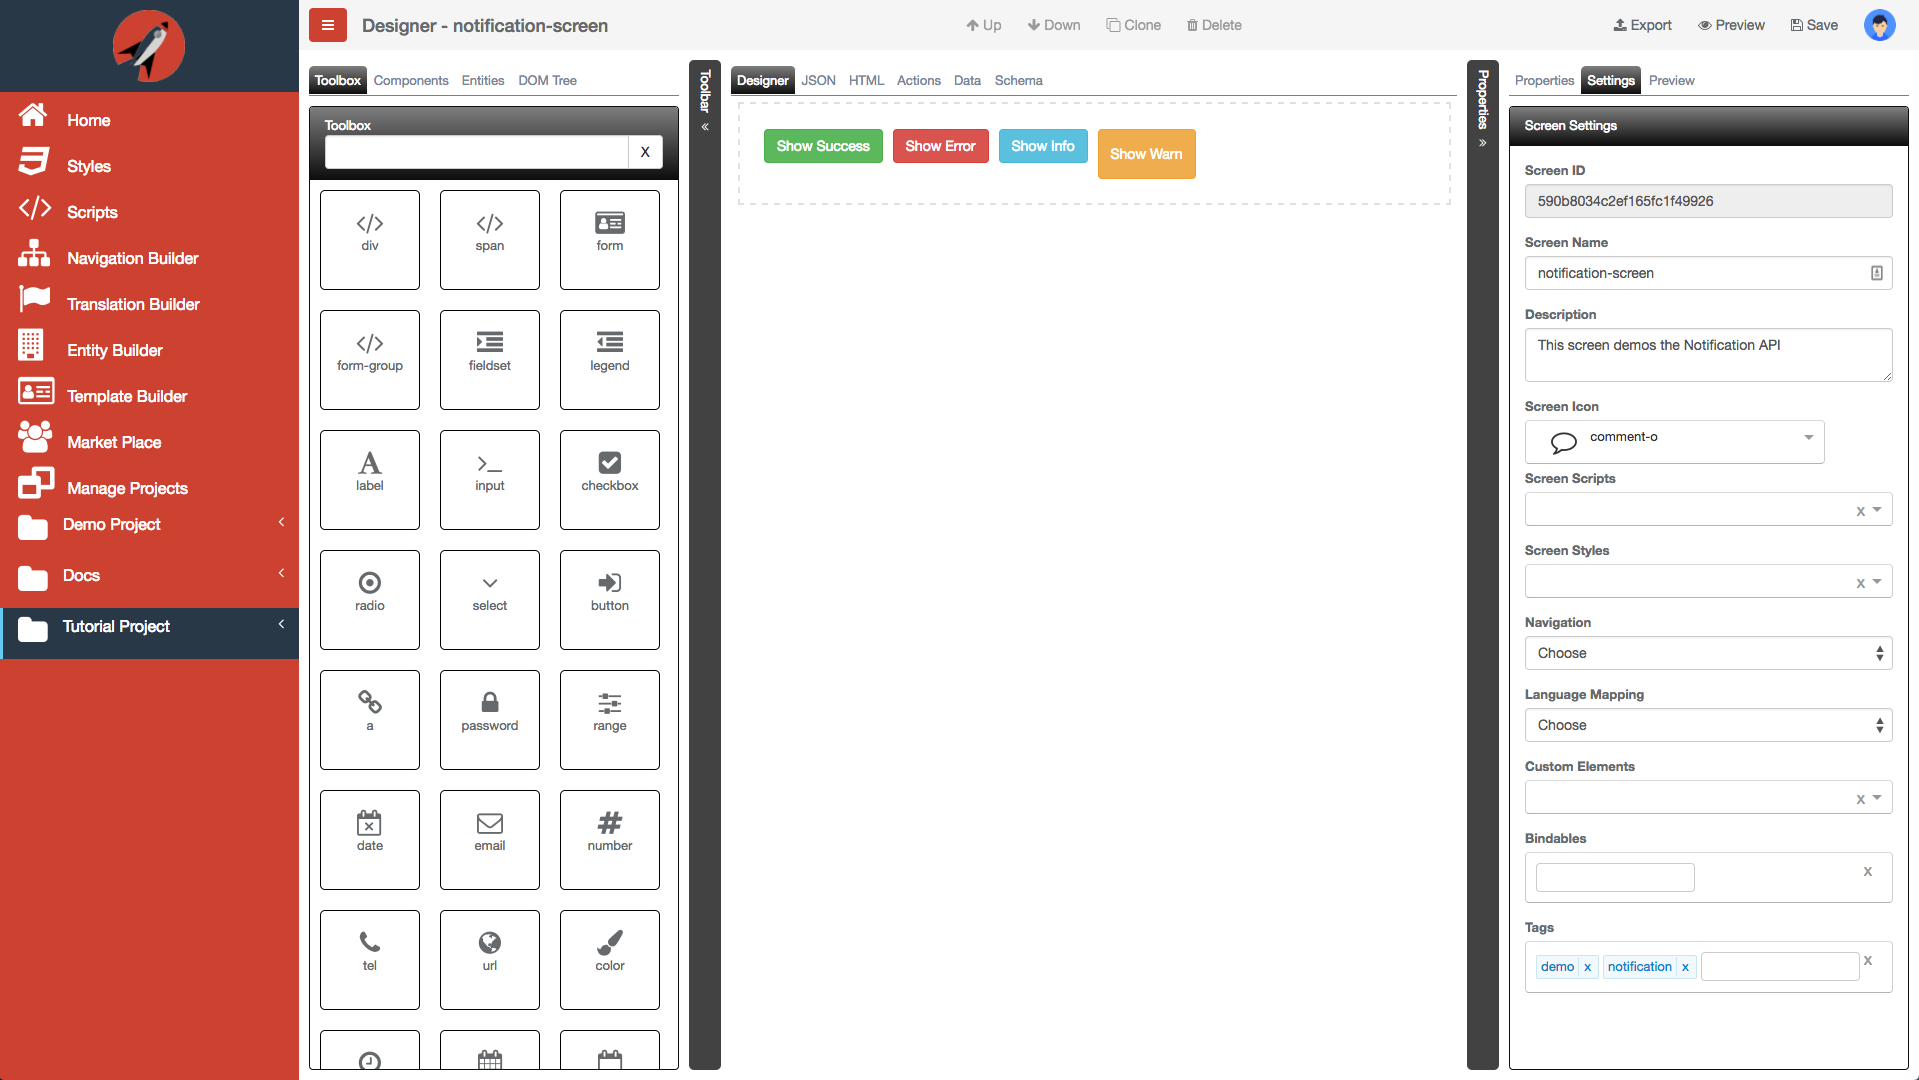 Designer - notification-screen
Up
Down
Clone
Delete
Export
Preview
Save
Home
Styles
Scripts
Navigation Builder
Translation Builder
Entity Builder
Template Builder
Market Place
Manage Projects
Demo Project
Docs
Tutorial Project
Toolbox Components Entities DOM Tree
Toolbox
X
div
span
form
form-group
fieldset
legend
label
input
checkbox
radio
select
button
a
password
range
date
email
number
tel
url
color
Toolbar
Designer JSON HTML Actions Data Schema
Show Success
Show Error
Show Info
Show Warn
Properties
Properties Settings Preview
Screen Settings
Screen ID
590b8034c2ef165fc1f49926
Screen Name
notification-screen
Description
This screen demos the Notification API
Screen Icon
comment-o
Screen Scripts
x
Screen Styles
x
Navigation
Choose
Language Mapping
Choose
Custom Elements
x
Bindables
x
Tags
demo x notification x
x